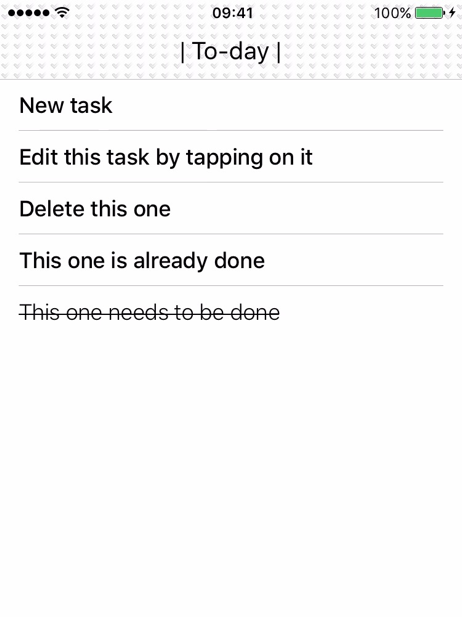 09:41
100%
| To-day |
New task
Edit this task by tapping on it
Delete this one
This one is already done
This one needs to be done